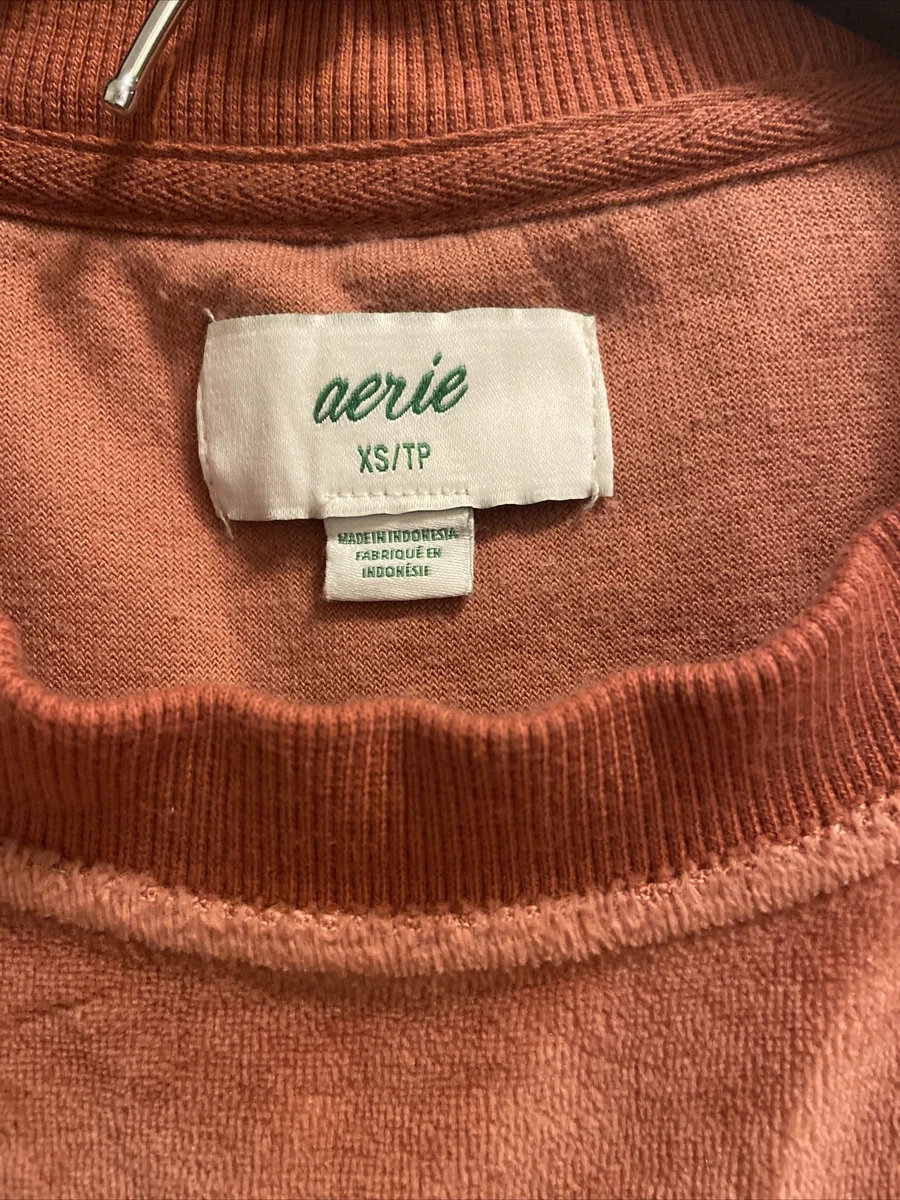 aerie
XS/TP
MADE IN INDONESIA
FABRIQUÉ EN
INDONÉSIE